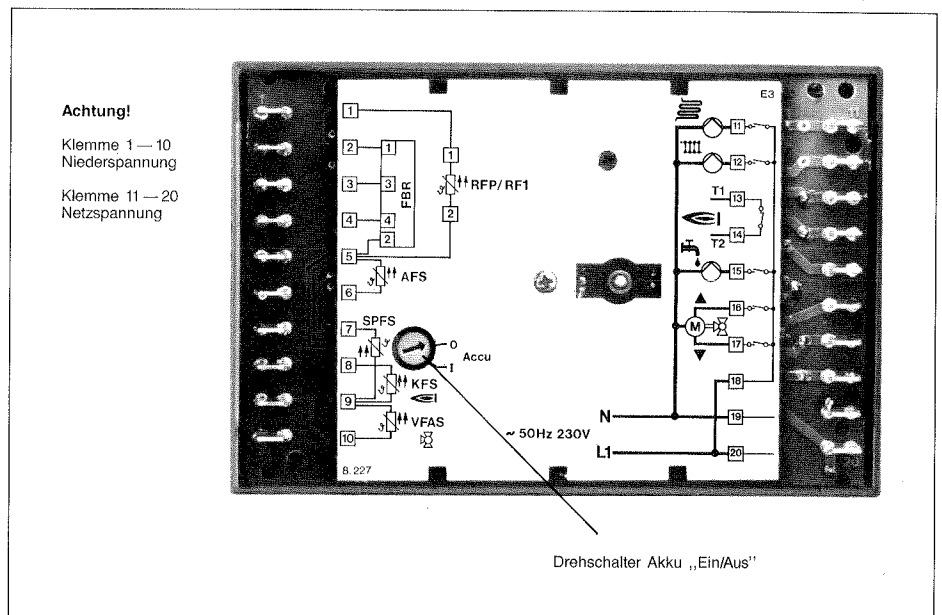 Achtung!
Klemme 1 — 10
Niederspannung
Klemme 11 — 20
Netzspannung
E3
1
2
3
4
5
6
7
8
9
10
1
3
4
2
FBR
1
RFP/RF1
2
ϑ
AFS
ϑ
SPFS
ϑ
KFS
ϑ
VFAS
ϑ
O
Accu
I
8.227
11
12
T1
13
14
T2
15
16
M
17
18
N
19
~ 50Hz 230V
L1
20
Drehschalter Akku ,,Ein/Aus''